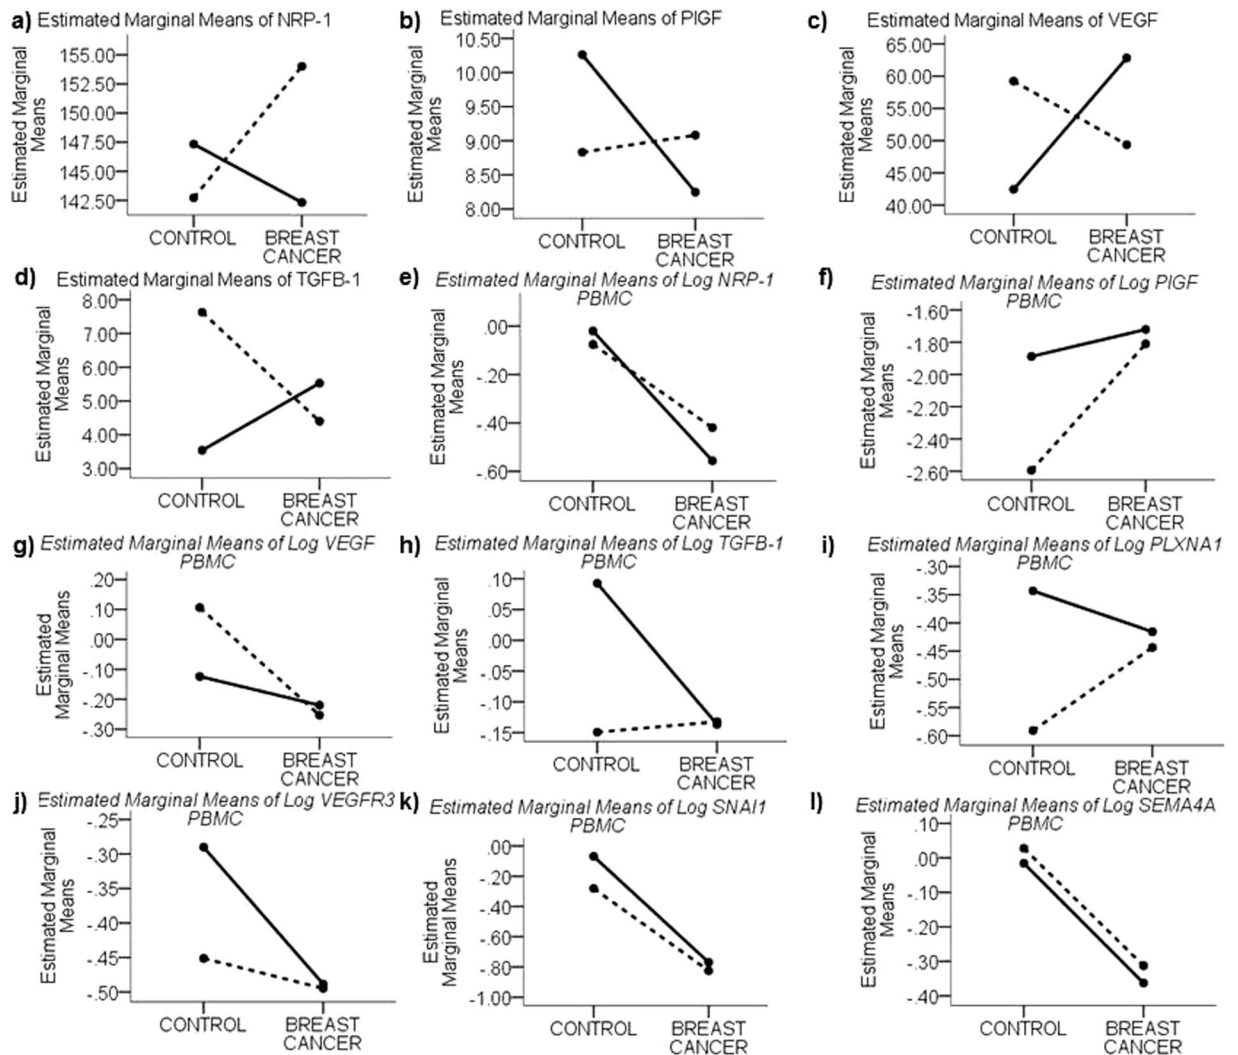 a) Estimated Marginal Means of NRP-1
Estimated Marginal
Means
155.00
152.50
150.00
147.50
145.00
142.50
CONTROL
BREAST
CANCER
b) Estimated Marginal Means of PIGF
Estimated Marginal
Means
10.50
10.00
9.50
9.00
8.50
8.00
CONTROL
BREAST
CANCER
c) Estimated Marginal Means of VEGF
Estimated Marginal
Means
65.00
60.00
55.00
50.00
45.00
40.00
CONTROL
BREAST
CANCER
d) Estimated Marginal Means of TGFB-1
Estimated Marginal
Means
8.00
7.00
6.00
5.00
4.00
3.00
CONTROL
BREAST
CANCER
e) Estimated Marginal Means of Log NRP-1
PBMC
Estimated Marginal
Means
.00
-.20
-.40
-.60
CONTROL
BREAST
CANCER
f) Estimated Marginal Means of Log PIGF
PBMC
Estimated Marginal
Means
-1.60
-1.80
-2.00
-2.20
-2.40
-2.60
CONTROL
BREAST
CANCER
g) Estimated Marginal Means of Log VEGF
PBMC
Estimated
Marginal Means
.20
.10
.00
-.10
-.20
-.30
CONTROL
BREAST
CANCER
h) Estimated Marginal Means of Log TGFB-1
PBMC
Estimated Marginal
Means
.10
.05
.00
-.05
-.10
-.15
CONTROL
BREAST
CANCER
i) Estimated Marginal Means of Log PLXNA1
PBMC
Estimated Marginal
Means
-.30
-.35
-.40
-.45
-.50
-.55
-.60
CONTROL
BREAST
CANCER
j) Estimated Marginal Means of Log VEGFR3
PBMC
Estimated Marginal
Means
-.25
-.30
-.35
-.40
-.45
-.50
CONTROL
BREAST
CANCER
k) Estimated Marginal Means of Log SNAI1
PBMC
Estimated
Marginal Means
.00
-.20
-.40
-.60
-.80
-1.00
CONTROL
BREAST
CANCER
l) Estimated Marginal Means of Log SEMA4A
PBMC
Estimated Marginal
Means
.10
.00
-.10
-.20
-.30
-.40
CONTROL
BREAST
CANCER